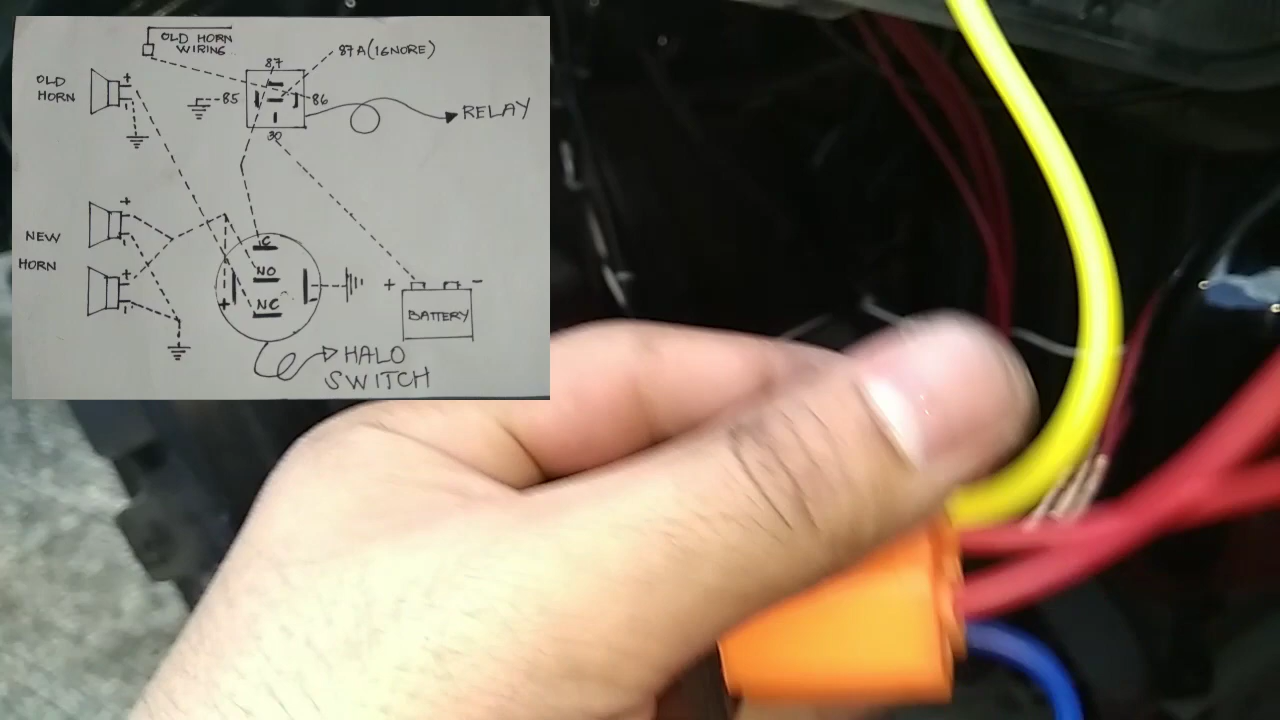 OLD HORN
WIRING
87A (IGNORE)
OLD
HORN
+
-
87
85
86
30
RELAY
NEW
HORN
+
-
+
-
C
NO
NC
+
-
+
-
BATTERY
HALO
SWITCH